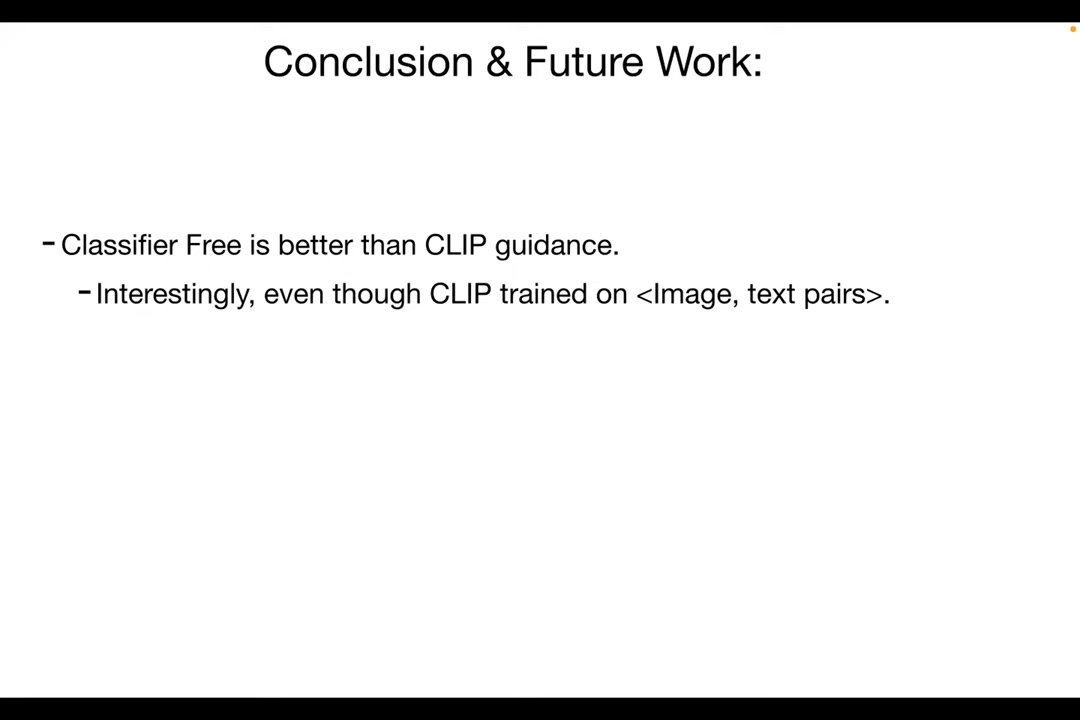 Conclusion & Future Work:
- Classifier Free is better than CLIP guidance.
- Interestingly, even though CLIP trained on <Image, text pairs>.